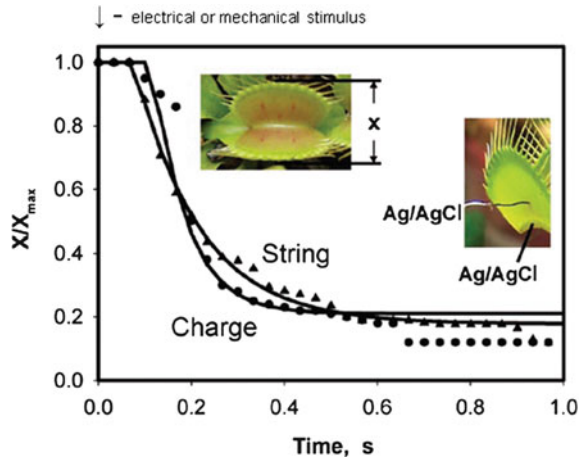 ↓ - electrical or mechanical stimulus
1.0
0.8
0.6
0.4
0.2
0.0
X/Xmax
X
Ag/AgCl
Ag/AgCl
String
Charge
0.0 0.2 0.4 0.6 0.8 1.0
Time, s